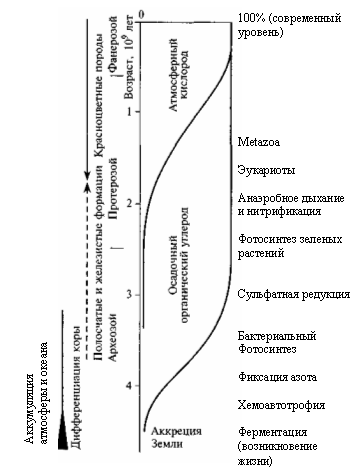 Аккумуляция
атмосферы и океана
Дифференциация коры
Полосчатые и железистые формации
Красноцветные породы
Архезой
Протерозой
Фанерозой
Возраст, 10⁹ лет
0
1
2
3
4
Атмосферный
кислород
Осадочный
органический углерод
Аккреция
Земли
100% (современный
уровень)
Metazoa
Эукариоты
Анаэробное дыхание
и нитрификация
Фотосинтез зеленых
растений
Сульфатная редукция
Бактериальный
Фотосинтез
Фиксация азота
Хемоавтотрофия
Ферментация
(возникновение
жизни)